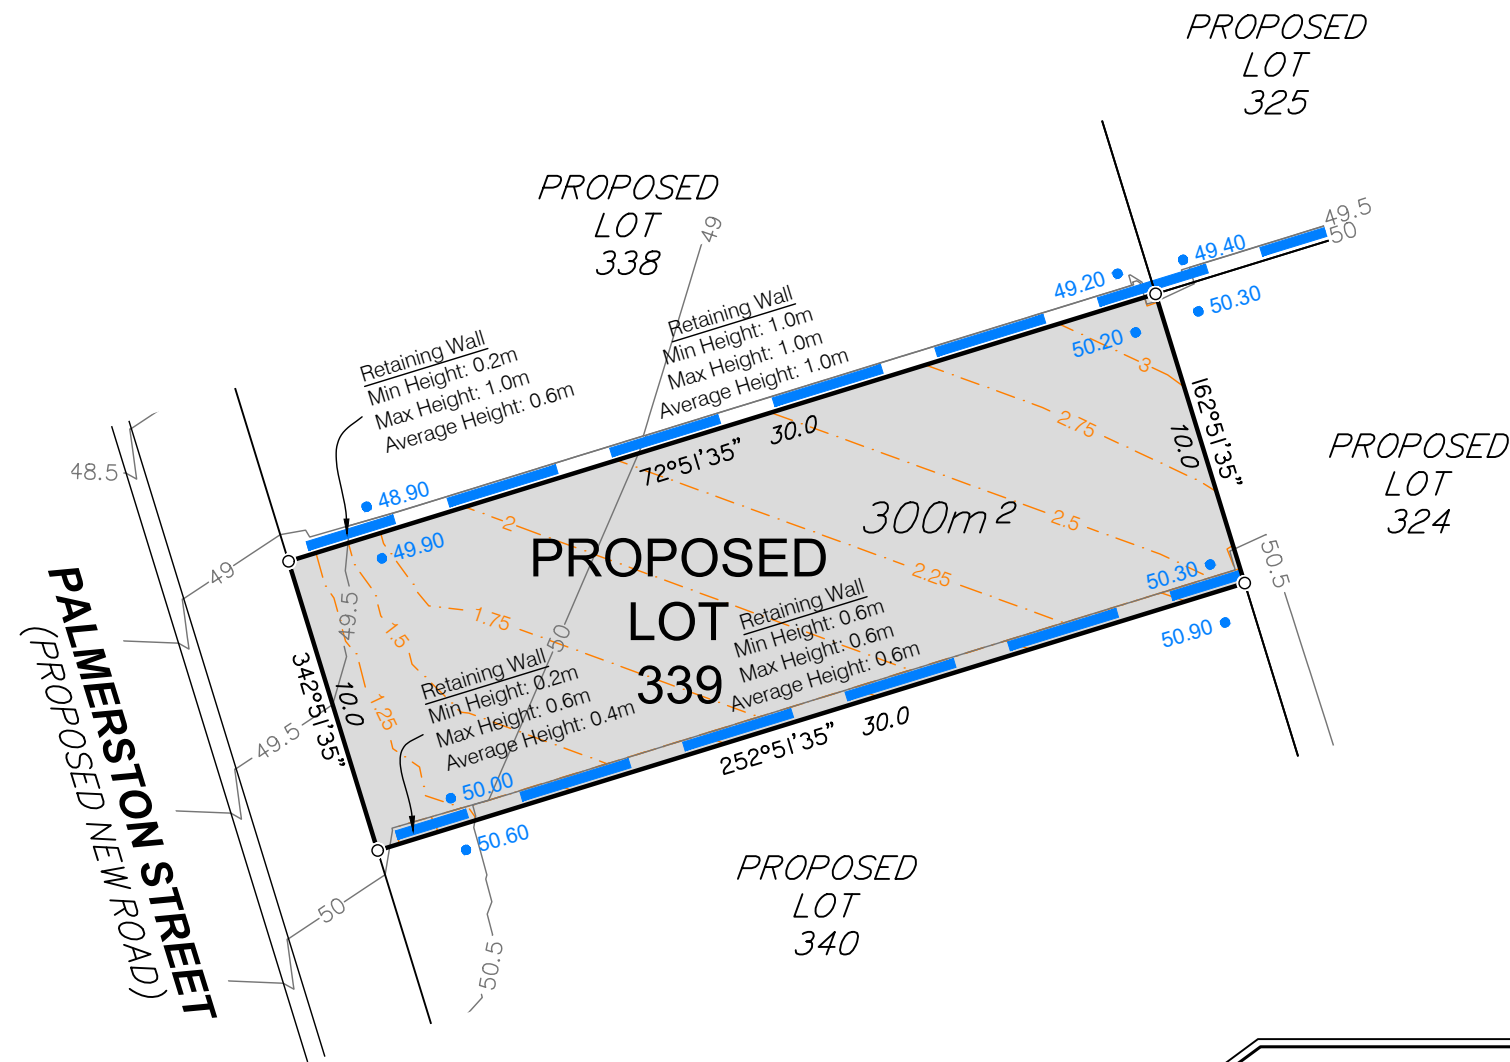 PROPOSED
LOT
325
PROPOSED
LOT
338
49
49.5
50
49.40
49.20
50.30
50.20
Retaining Wall
Min Height: 0.2m
Max Height: 1.0m
Average Height: 0.6m
Retaining Wall
Min Height: 1.0m
Max Height: 1.0m
Average Height: 1.0m
3
2.75
162°51'35"
10.0
PROPOSED
LOT
324
48.5
72°51'35" 30.0
48.90
49.90
2
300m²
2.5
2.25
PROPOSED
LOT
339
49
49.5
1.5
1.75
50
50.30
50.5
50.90
Retaining Wall
Min Height: 0.6m
Max Height: 0.6m
Average Height: 0.6m
342°51'35"
10.0
1.25
Retaining Wall
Min Height: 0.2m
Max Height: 0.6m
Average Height: 0.4m
252°51'35" 30.0
49.5
50.00
50.60
PALMERSTON STREET
(PROPOSED NEW ROAD)
50
50.5
PROPOSED
LOT
340